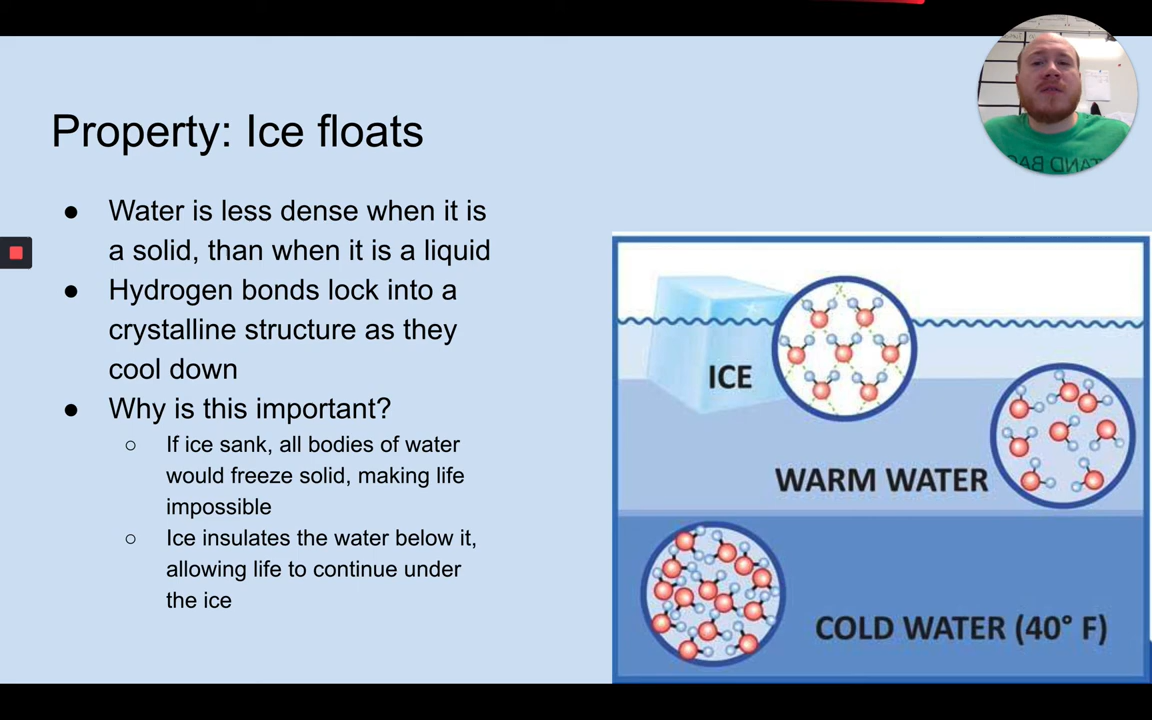 Property: Ice floats
● Water is less dense when it is
a solid, than when it is a liquid
● Hydrogen bonds lock into a
crystalline structure as they
cool down
● Why is this important?
○ If ice sank, all bodies of water
would freeze solid, making life
impossible
○ Ice insulates the water below it,
allowing life to continue under
the ice
ICE
WARM WATER
COLD WATER (40° F)